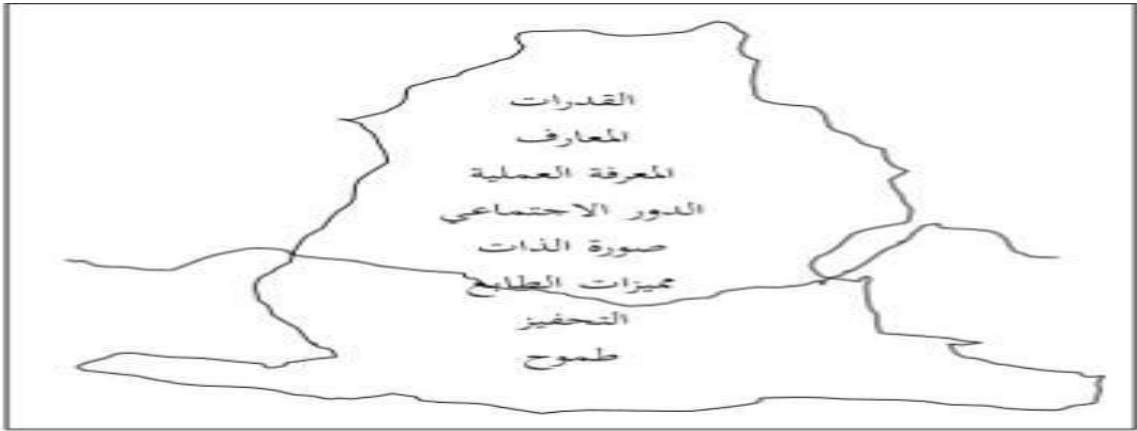 القدرات
المعارف
المعرفة العملية
الدور الاجتماعي
صورة الذات
مميزات الطابع
التحفيز
طموح